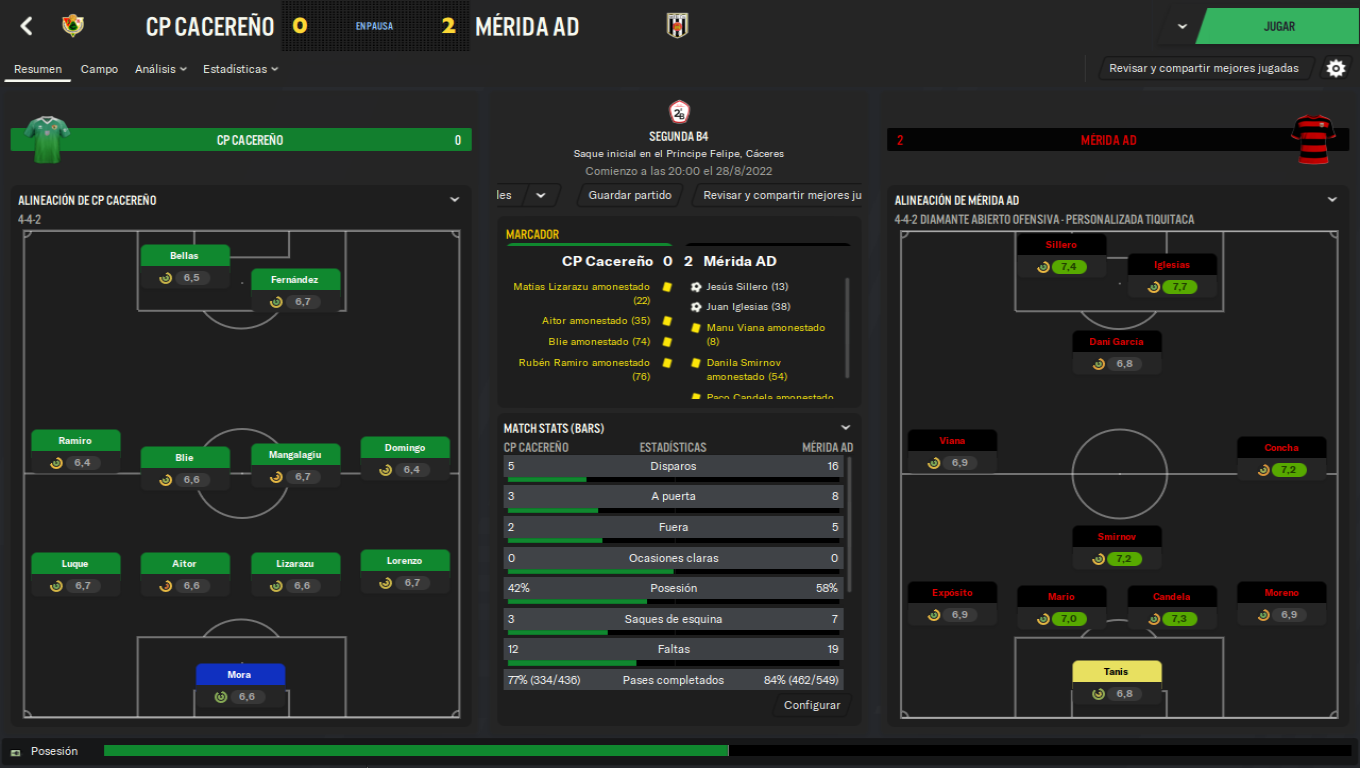 CP CACEREÑO
0
EN PAUSA
2
MÉRIDA AD
JUGAR
Resumen
Campo
Análisis
Estadísticas
Revisar y compartir mejores jugadas
CP CACEREÑO
0
2B
SEGUNDA B4
Saque inicial en el Príncipe Felipe, Cáceres
Comienzo a las 20:00 el 28/8/2022
2
MÉRIDA AD
les
Guardar partido
Revisar y compartir mejores ju
ALINEACIÓN DE CP CACEREÑO
4-4-2
Bellas
6,5
Fernández
6,7
Ramiro
6,4
Blie
6,6
Mangalagiu
6,7
Domingo
6,4
Luque
6,7
Aitor
6,6
Lizarazu
6,6
Lorenzo
6,7
Mora
6,6
MARCADOR
CP Cacereño 0 2 Mérida AD
Matías Lizarazu amonestado
(22)
Aitor amonestado (35)
Blie amonestado (74)
Rubén Ramiro amonestado
(76)
Jesús Sillero (13)
Juan Iglesias (38)
Manu Viana amonestado
(8)
Danila Smirnov
amonestado (54)
Paco Candela amonestado
MATCH STATS (BARS)
CP CACEREÑO ESTADÍSTICAS MÉRIDA AD
5 Disparos 16
3 A puerta 8
2 Fuera 5
0 Ocasiones claras 0
42% Posesión 58%
3 Saques de esquina 7
12 Faltas 19
77% (334/436) Pases completados 84% (462/549)
Configurar
ALINEACIÓN DE MÉRIDA AD
4-4-2 DIAMANTE ABIERTO OFENSIVA - PERSONALIZADA TIQUITACA
Sillero
7,4
Iglesias
7,7
Dani García
6,8
Viana
6,9
Concha
7,2
Smirnov
7,2
Expósito
6,9
Mario
7,0
Candela
7,3
Moreno
6,9
Tanis
6,8
Posesión